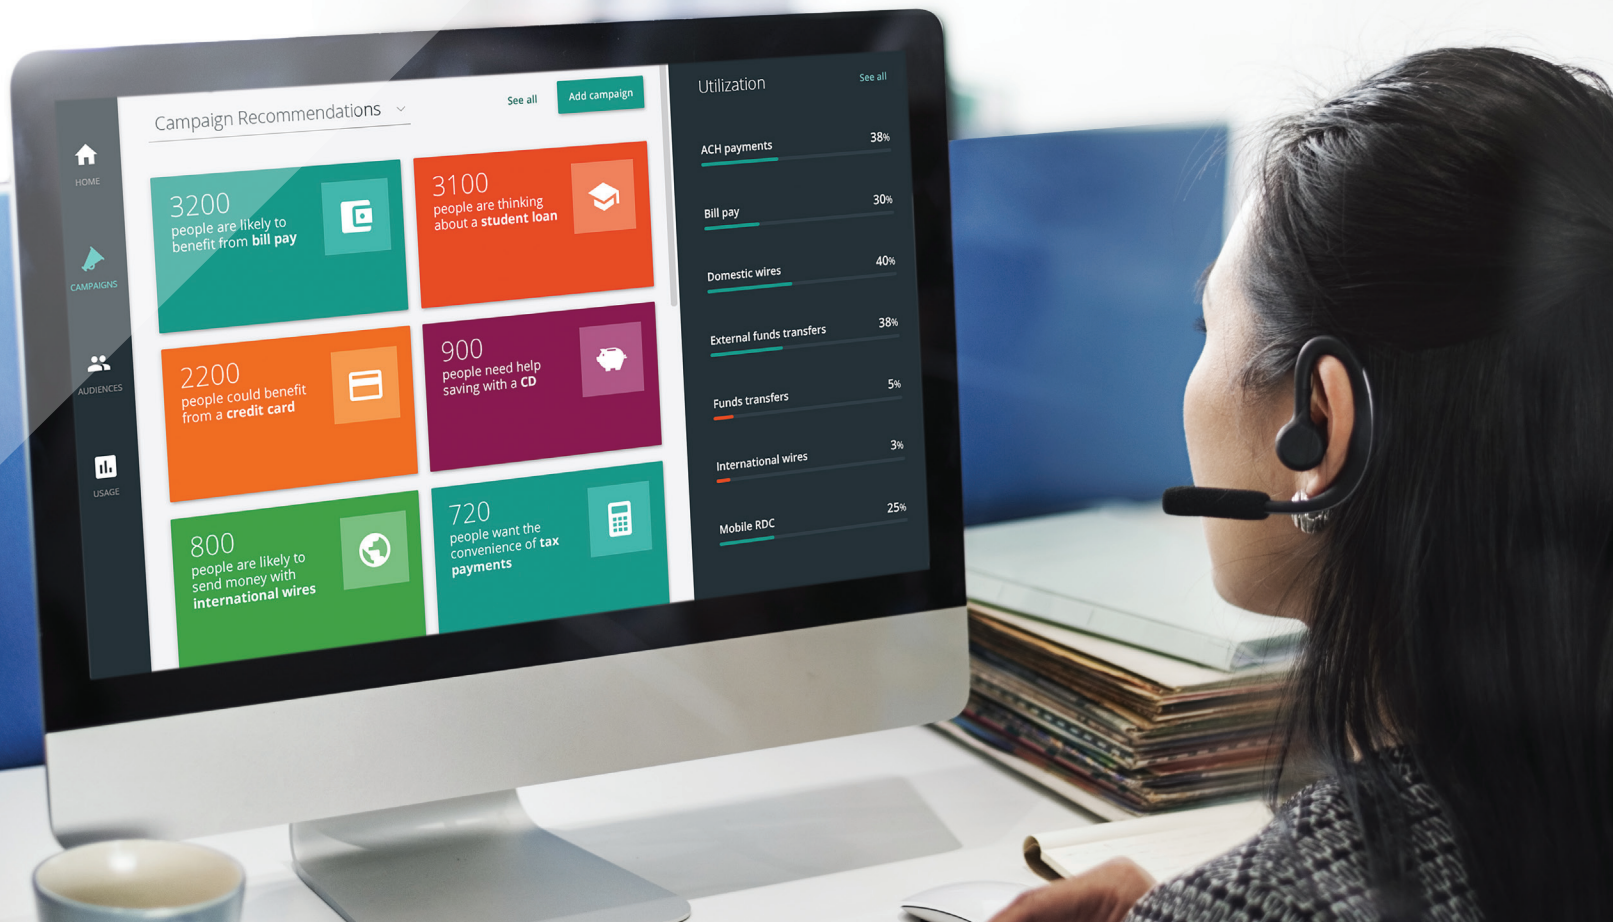 HOME
CAMPAIGNS
AUDIENCES
USAGE
Campaign Recommendations
See all
Add campaign
3200
people are likely to
benefit from bill pay
3100
people are thinking
about a student loan
2200
people could benefit
from a credit card
900
people need help
saving with a CD
800
people are likely to
send money with
international wires
720
people want the
convenience of tax
payments
Utilization
See all
ACH payments 38%
Bill pay 30%
Domestic wires 40%
External funds transfers 38%
Funds transfers 5%
International wires 3%
Mobile RDC 25%